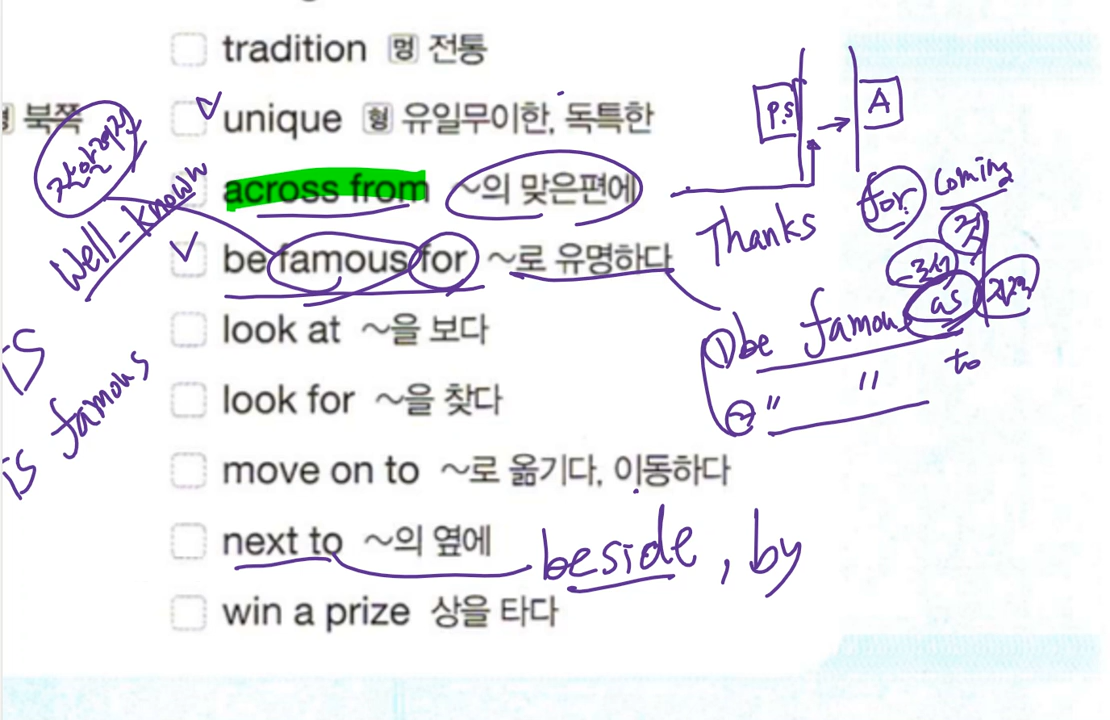 tradition 명 전통
unique 형 유일무이한, 독특한
북쪽
P.S
A
across from ~의 맞은편에
Well-known
Thanks for coming
be famous for ~로 유명하다
look at ~을 보다
① be famous as
to
② " "
is
look for ~을 찾다
is famous
move on to ~로 옮기다, 이동하다
next to ~의 옆에
beside, by
win a prize 상을 타다